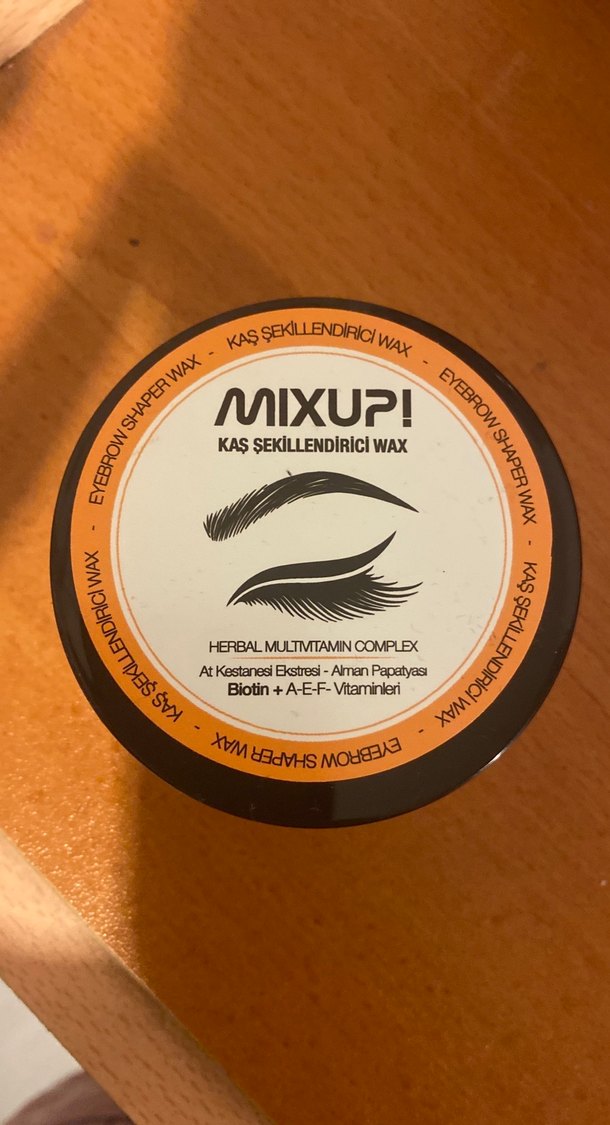 KAŞ ŞEKİLLENDİRİCİ WAX - EYEBROW SHAPER WAX - KAŞ ŞEKİLLENDİRİCİ WAX - EYEBROW SHAPER WAX - KAŞ ŞEKİLLENDİRİCİ WAX - EYEBROW SHAPER WAX -
MIXUP!
KAŞ ŞEKİLLENDİRİCİ WAX
HERBAL MULTIVITAMIN COMPLEX
At Kestanesi Ekstresi - Alman Papatyası
Biotin + A-E-F- Vitaminleri